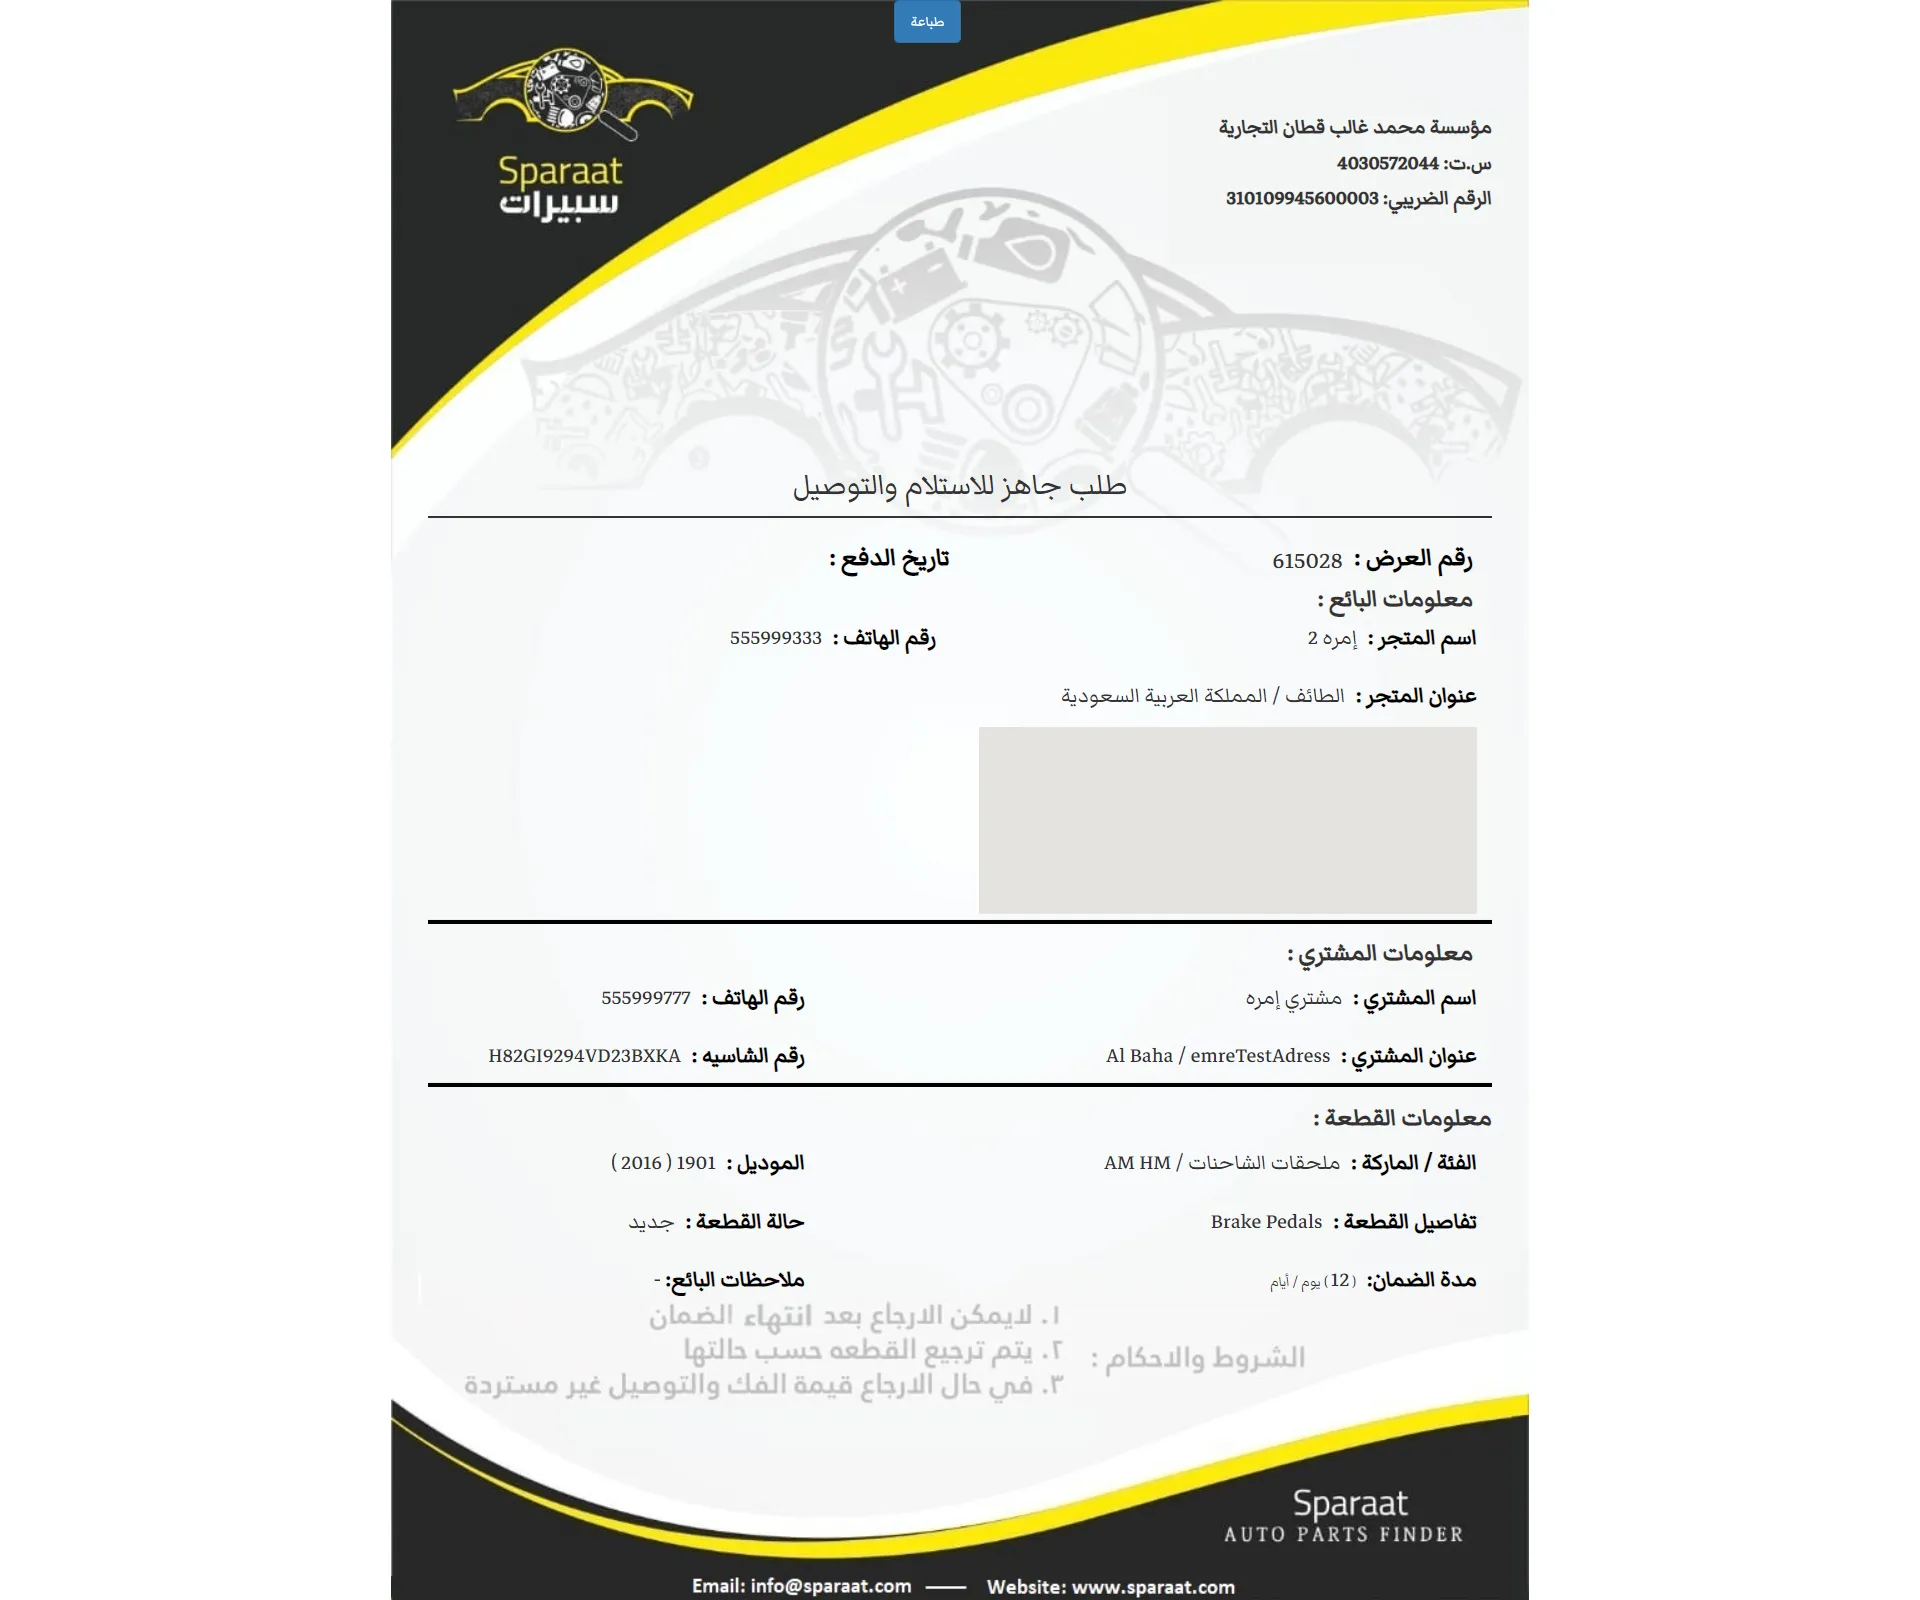 طباعة
Sparaat
سبيرات
مؤسسة محمد غالب قطان التجارية
س.ت: 4030572044
الرقم الضريبي: 310109945600003
طلب جاهز للاستلام والتوصيل
رقم العرض : 615028
تاريخ الدفع :
معلومات البائع :
اسم المتجر : إمره 2
رقم الهاتف : 555999333
عنوان المتجر : الطائف / المملكة العربية السعودية
معلومات المشتري :
اسم المشتري : مشتري إمره
رقم الهاتف : 555999777
عنوان المشتري : Al Baha / emreTestAdress
رقم الشاسيه : H82GI9294VD23BXKA
معلومات القطعة :
الفئة / الماركة : ملحقات الشاحنات / AM HM
الموديل : 1901 ( 2016 )
تفاصيل القطعة : Brake Pedals
حالة القطعة : جديد
مدة الضمان: (12) يوم / أيام
ملاحظات البائع: -
الشروط والاحكام :
١. لايمكن الارجاع بعد انتهاء الضمان
٢. يتم ترجيع القطعه حسب حالتها
٣. في حال الارجاع قيمة الفك والتوصيل غير مستردة
Sparaat
AUTO PARTS FINDER
Email: info@sparaat.com —— Website: www.sparaat.com